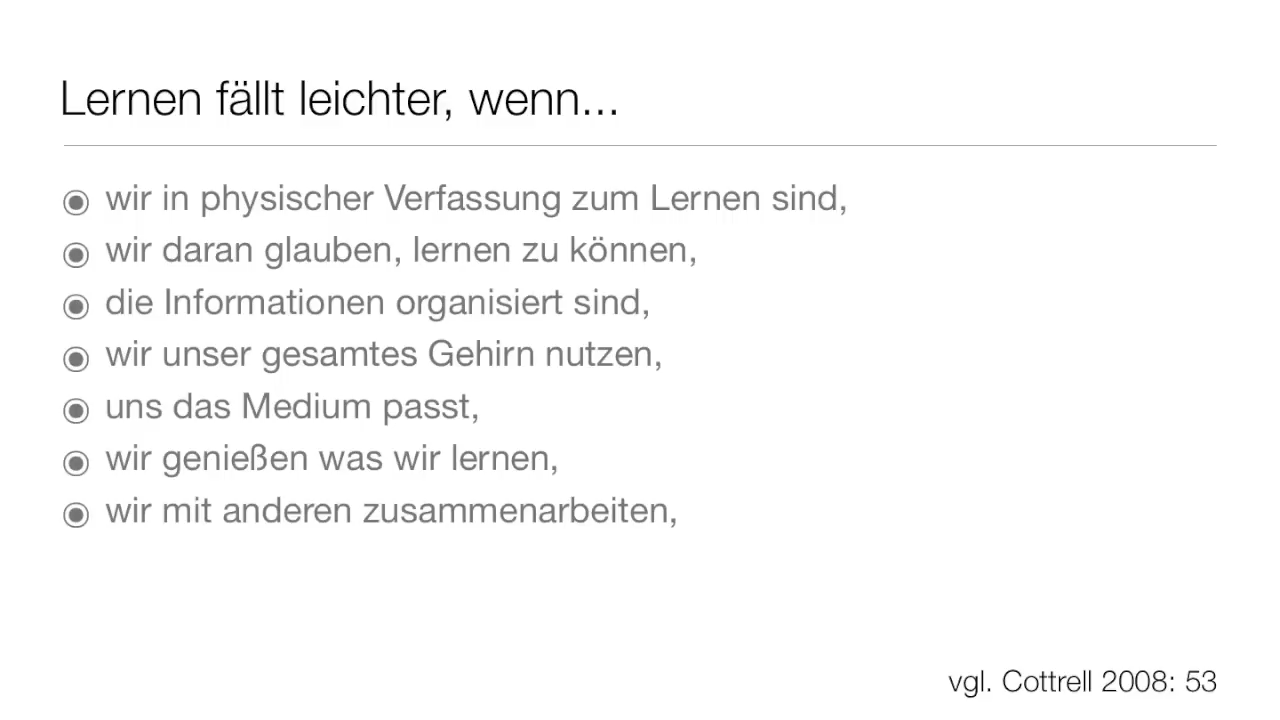 Lernen fällt leichter, wenn...
wir in physischer Verfassung zum Lernen sind,
wir daran glauben, lernen zu können,
die Informationen organisiert sind,
wir unser gesamtes Gehirn nutzen,
uns das Medium passt,
wir genießen was wir lernen,
wir mit anderen zusammenarbeiten,
vgl. Cottrell 2008: 53